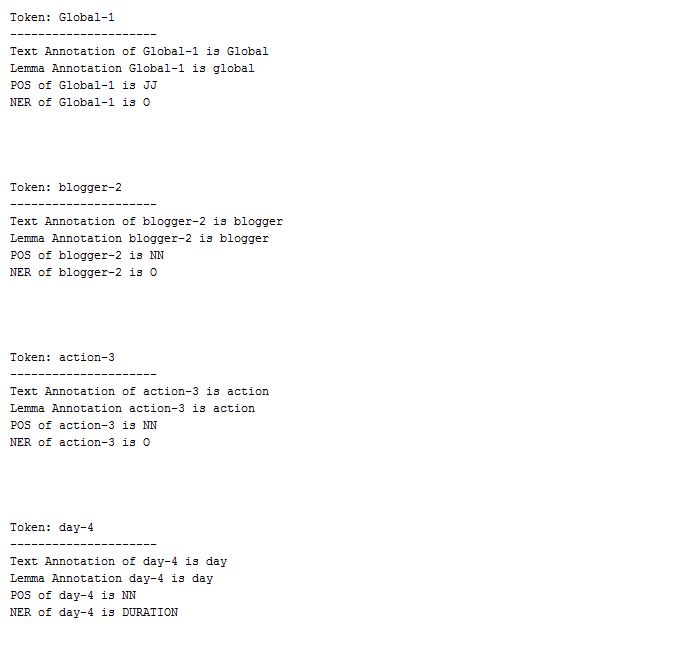 Token: Global-1
---------------------
Text Annotation of Global-1 is Global
Lemma Annotation Global-1 is global
POS of Global-1 is JJ
NER of Global-1 is O
Token: blogger-2
---------------------
Text Annotation of blogger-2 is blogger
Lemma Annotation blogger-2 is blogger
POS of blogger-2 is NN
NER of blogger-2 is O
Token: action-3
---------------------
Text Annotation of action-3 is action
Lemma Annotation action-3 is action
POS of action-3 is NN
NER of action-3 is O
Token: day-4
---------------------
Text Annotation of day-4 is day
Lemma Annotation day-4 is day
POS of day-4 is NN
NER of day-4 is DURATION